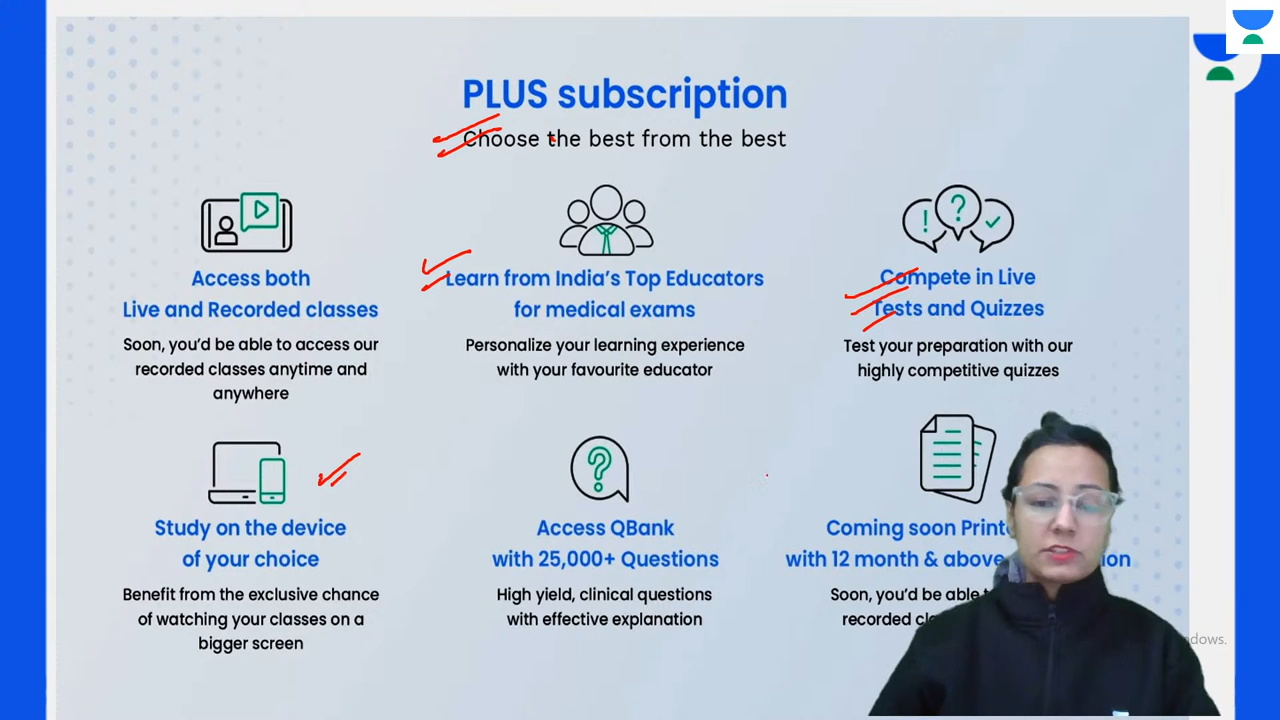 PLUS subscription
Choose the best from the best
Access both
Live and Recorded classes
Soon, you'd be able to access our
recorded classes anytime and
anywhere
Learn from India's Top Educators
for medical exams
Personalize your learning experience
with your favourite educator
Compete in Live
Tests and Quizzes
Test your preparation with our
highly competitive quizzes
Study on the device
of your choice
Benefit from the exclusive chance
of watching your classes on a
bigger screen
Access QBank
with 25,000+ Questions
High yield, clinical questions
with effective explanation
Coming soon
with 12 month & above
Soon, you'd be able
recorded